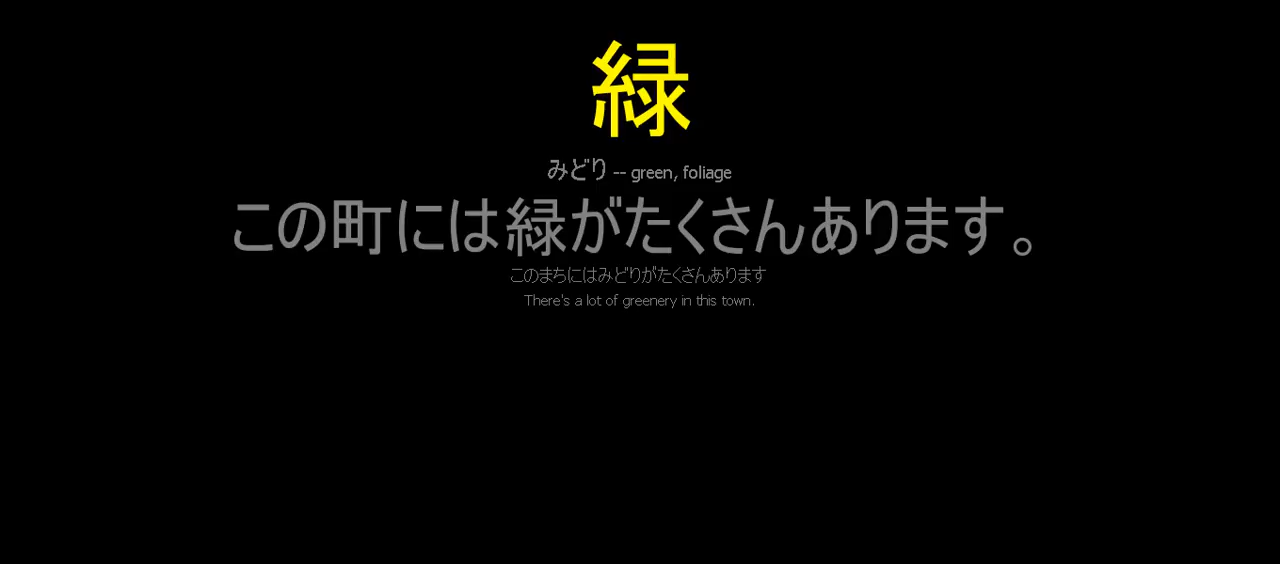 緑
みどり -- green, foliage
この町には緑がたくさんあります。
このまちにはみどりがたくさんあります
There's a lot of greenery in this town.